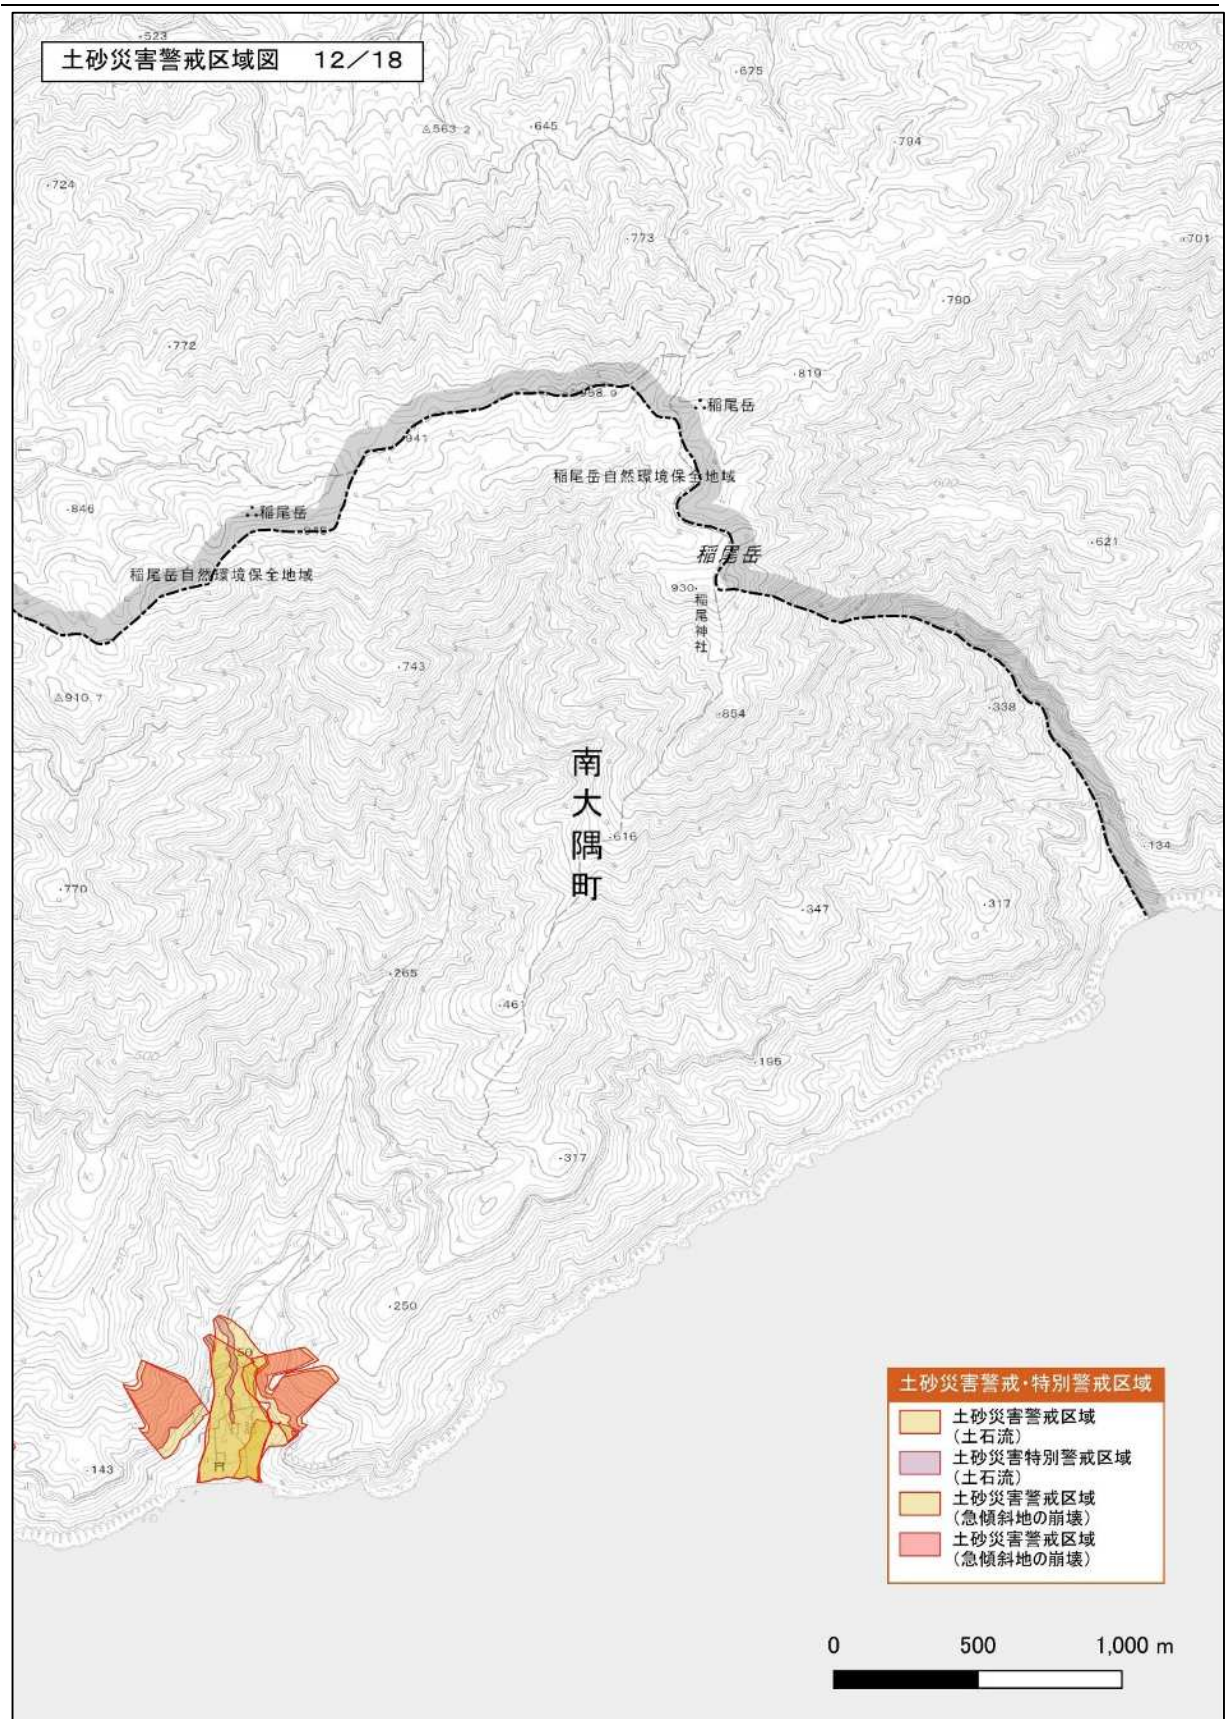 ・523
土砂災害警戒区域図 12／18
・675
△563.2
・645
・794
・724
・773
・701
・790
・772
・819
稲尾岳
941
稲尾岳自然環境保全地域
・846
稲尾岳
・621
稲尾岳
稲尾岳自然環境保全地域
930・
稲尾神社
・743
△910.7
・854
・338
南大隅町
・616
・134
・770
・347
・317
・265
・461
・195
・317
・250
50
・143
土砂災害警戒・特別警戒区域
土砂災害警戒区域
（土石流）
土砂災害特別警戒区域
（土石流）
土砂災害警戒区域
（急傾斜地の崩壊）
土砂災害警戒区域
（急傾斜地の崩壊）
0 500 1,000 m